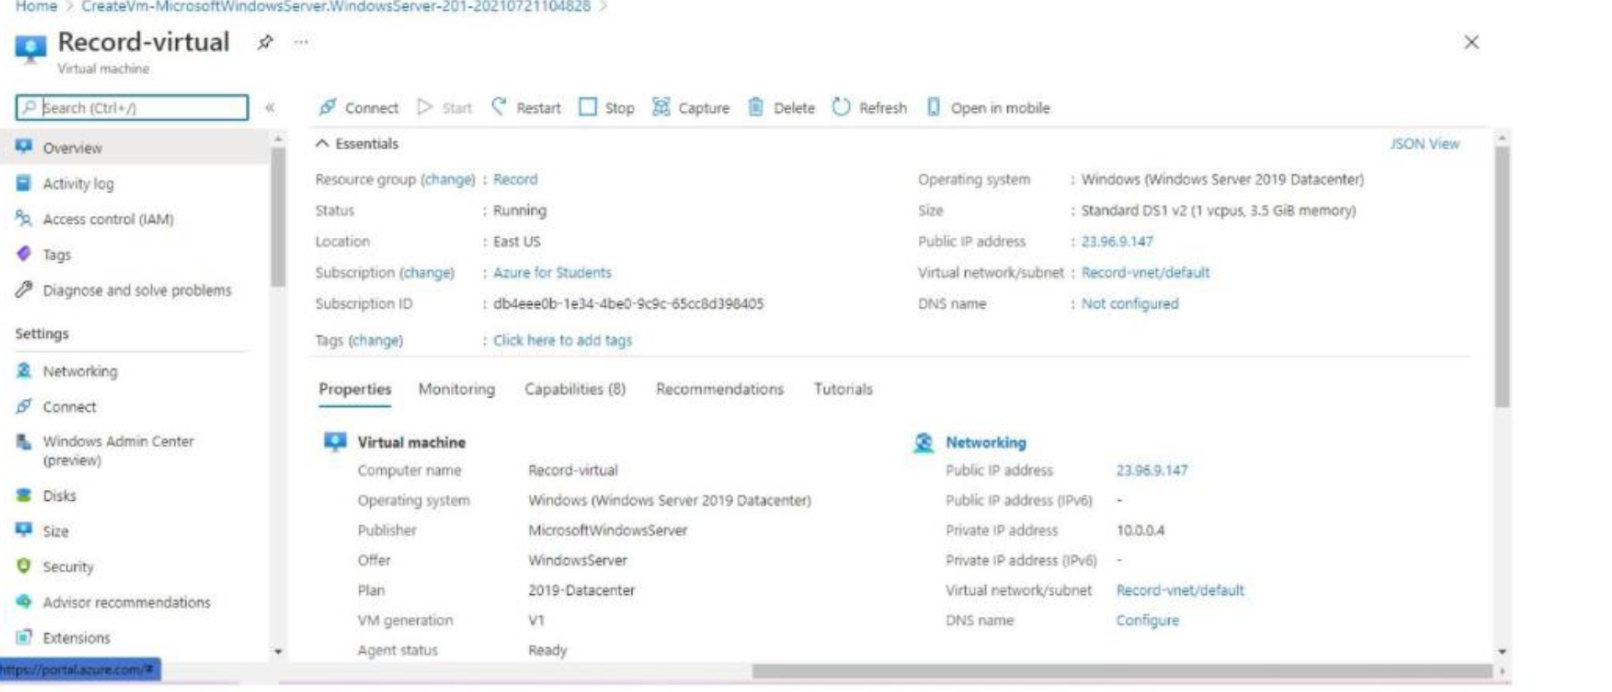 Home > CreateVm-MicrosoftWindowsServer.WindowsServer-201-20210721104828 >
Record-virtual ...
Virtual machine
Search (Ctrl+/) «
Connect Start Restart Stop Capture Delete Refresh Open in mobile
Overview
Activity log
Access control (IAM)
Tags
Diagnose and solve problems
Settings
Networking
Connect
Windows Admin Center
(preview)
Disks
Size
Security
Advisor recommendations
Extensions
https://portal.azure.com/#
Essentials JSON View
Resource group (change) : Record
Status : Running
Location : East US
Subscription (change) : Azure for Students
Subscription ID : db4eee0b-1e34-4be0-9c9c-65cc8d398405
Tags (change) : Click here to add tags
Operating system : Windows (Windows Server 2019 Datacenter)
Size : Standard DS1 v2 (1 vcpus, 3.5 GiB memory)
Public IP address : 23.96.9.147
Virtual network/subnet : Record-vnet/default
DNS name : Not configured
Properties Monitoring Capabilities (8) Recommendations Tutorials
Virtual machine
Computer name Record-virtual
Operating system Windows (Windows Server 2019 Datacenter)
Publisher MicrosoftWindowsServer
Offer WindowsServer
Plan 2019-Datacenter
VM generation V1
Agent status Ready
Networking
Public IP address 23.96.9.147
Public IP address (IPv6) -
Private IP address 10.0.0.4
Private IP address (IPv6) -
Virtual network/subnet Record-vnet/default
DNS name Configure